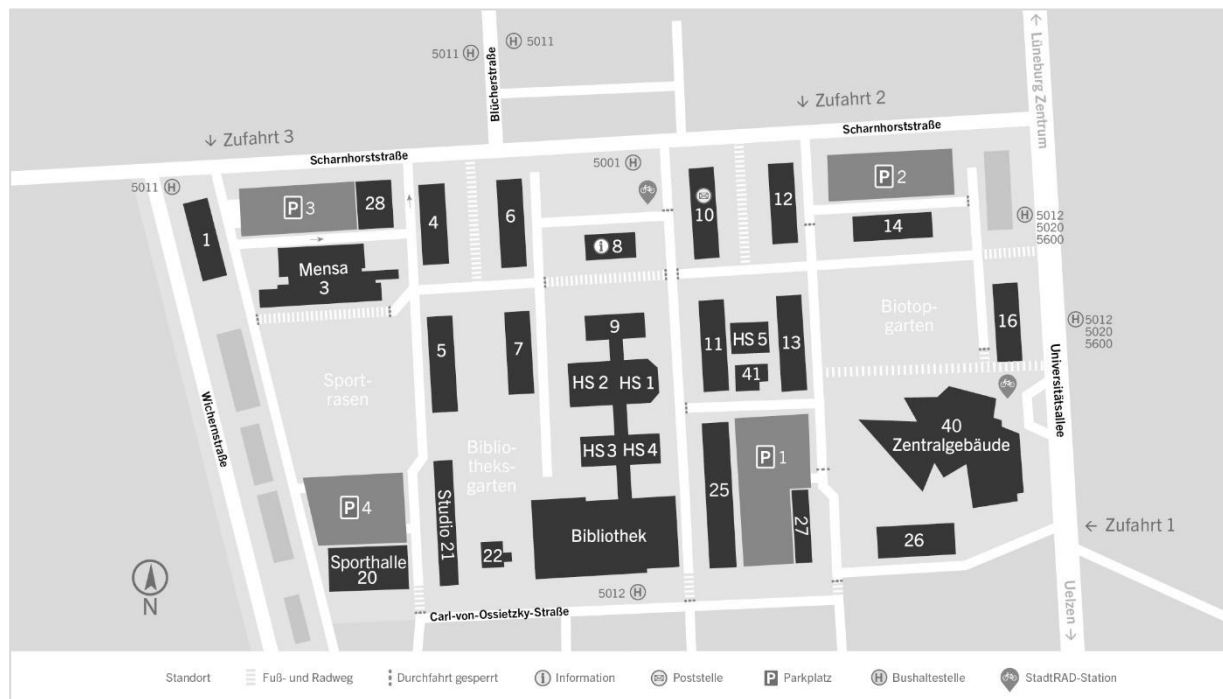 5011 H
H 5011
Blücherstraße
↑ Lüneburg Zentrum
↓ Zufahrt 3
↓ Zufahrt 2
Scharnhorststraße
Scharnhorststraße
5011 H
5001 H
1
P 3
28
4
6
10
12
P 2
i 8
14
H 5012
5020
5600
Mensa
3
9
11
HS 5
13
Biotop-
garten
16
H 5012
5020
5600
5
7
41
HS 2
HS 1
Sport-
rasen
Wichernstraße
Universitätsallee
40
Zentralgebäude
Biblio-
theks-
garten
HS 3
HS 4
P 1
25
27
P 4
Studio 21
22
Bibliothek
26
← Zufahrt 1
Sporthalle
20
N
5012 H
Carl-von-Ossietzky-Straße
Uelzen →
Standort
Fuß- und Radweg
Durchfahrt gesperrt
i Information
Poststelle
P Parkplatz
H Bushaltestelle
StadtRAD-Station